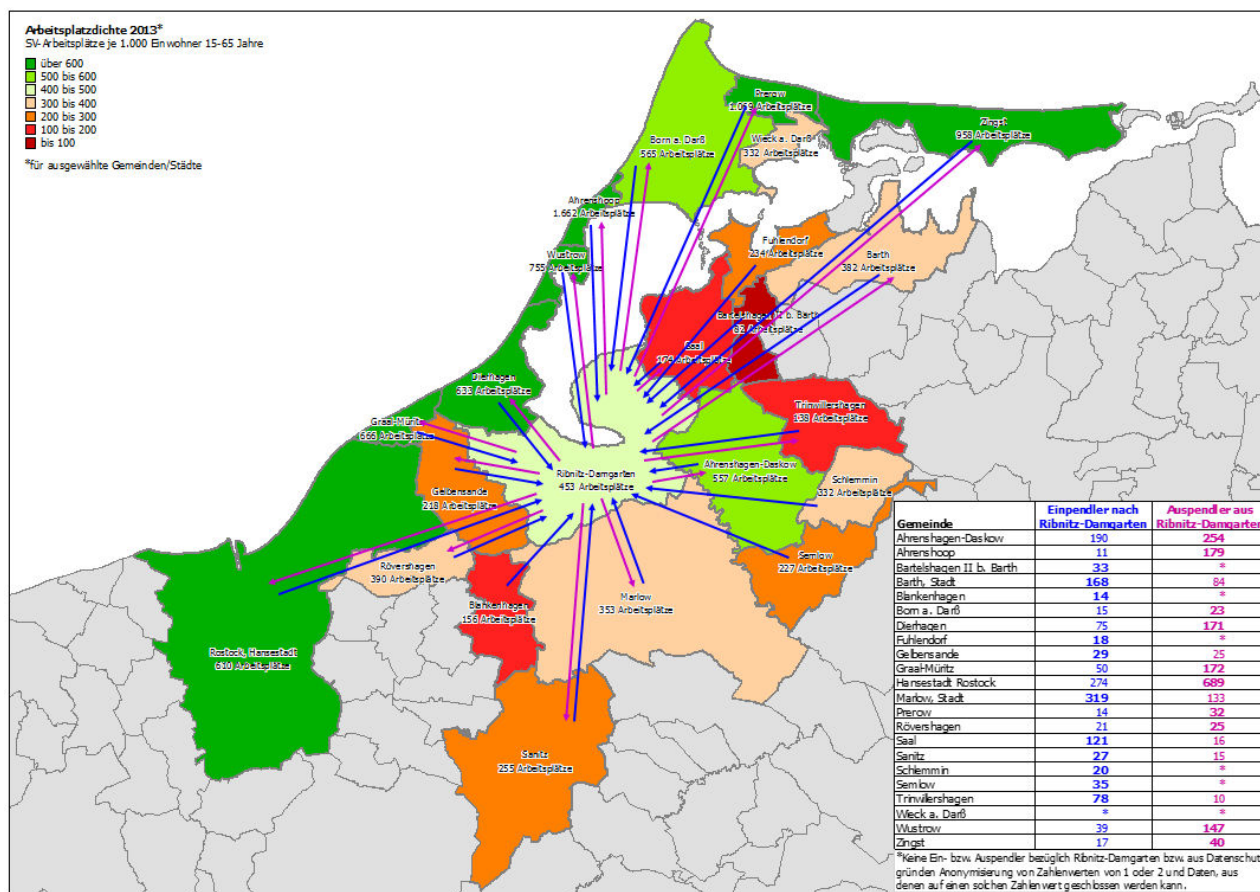 Arbeitsplatzdichte 2013*
SV-Arbeitsplätze je 1.000 Einwohner 15-65 Jahre
über 600
500 bis 600
400 bis 500
300 bis 400
200 bis 300
100 bis 200
bis 100
*für ausgewählte Gemeinden/Städte
Prerow
1.059 Arbeitsplätze
Zingst
958 Arbeitsplätze
Born a. Darß
565 Arbeitsplätze
Wieck a. Darß
332 Arbeitsplätze
Ahrenshoop
1.662 Arbeitsplätze
Fuhlendorf
234 Arbeitsplätze
Barth
382 Arbeitsplätze
Wustrow
755 Arbeitsplätze
Bartelshagen II b. Barth
82 Arbeitsplätze
Saal
Arbeitsplätze
Dierhagen
633 Arbeitsplätze
Trinvillershagen
138 Arbeitsplätze
Graal-Müritz
666 Arbeitsplätze
Ribnitz-Damgarten
453 Arbeitsplätze
Ahrenshagen-Daskow
557 Arbeitsplätze
Gelbensande
218 Arbeitsplätze
Schlemmin
332 Arbeitsplätze
Semlow
227 Arbeitsplätze
Rövershagen
390 Arbeitsplätze
Blankenhagen
156 Arbeitsplätze
Marlow
353 Arbeitsplätze
Rostock, Hansestadt
610 Arbeitsplätze
Sanitz
255 Arbeitsplätze
Gemeinde Einpendler nach Ribnitz-Damgarten Auspendler aus Ribnitz-Damgarten
Ahrenshagen-Daskow 190 254
Ahrenshoop 11 179
Bartelshagen II b. Barth 33 *
Barth, Stadt 168 84
Blankenhagen 14 *
Born a. Darß 15 23
Dierhagen 75 171
Fuhlendorf 18 *
Gelbensande 29 25
Graal-Müritz 50 172
Hansestadt Rostock 274 689
Marlow, Stadt 319 133
Prerow 14 32
Rövershagen 21 25
Saal 121 16
Sanitz 27 15
Schlemmin 20 *
Semlow 35 *
Trinvillershagen 78 10
Wieck a. Darß * *
Wustrow 39 147
Zingst 17 40
*Keine Ein- bzw. Auspendler bezüglich Ribnitz-Damgarten bzw. aus Datenschutz
gründen Anonymisierung von Zahlenwerten von 1 oder 2 und Daten, aus
denen auf einen solchen Zahlenwert geschlossen werden kann.